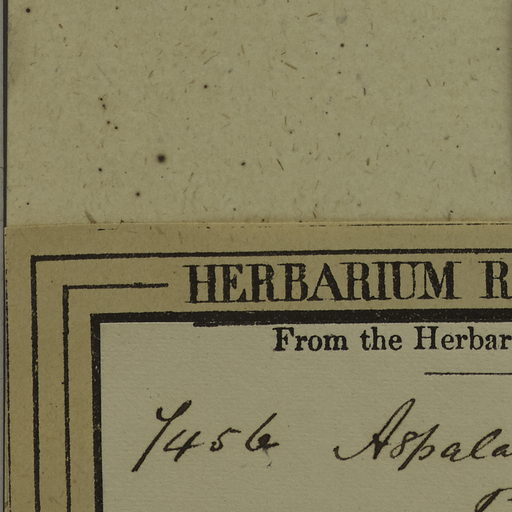 HERBARIUM R
From the Herbar
7456 Aspala